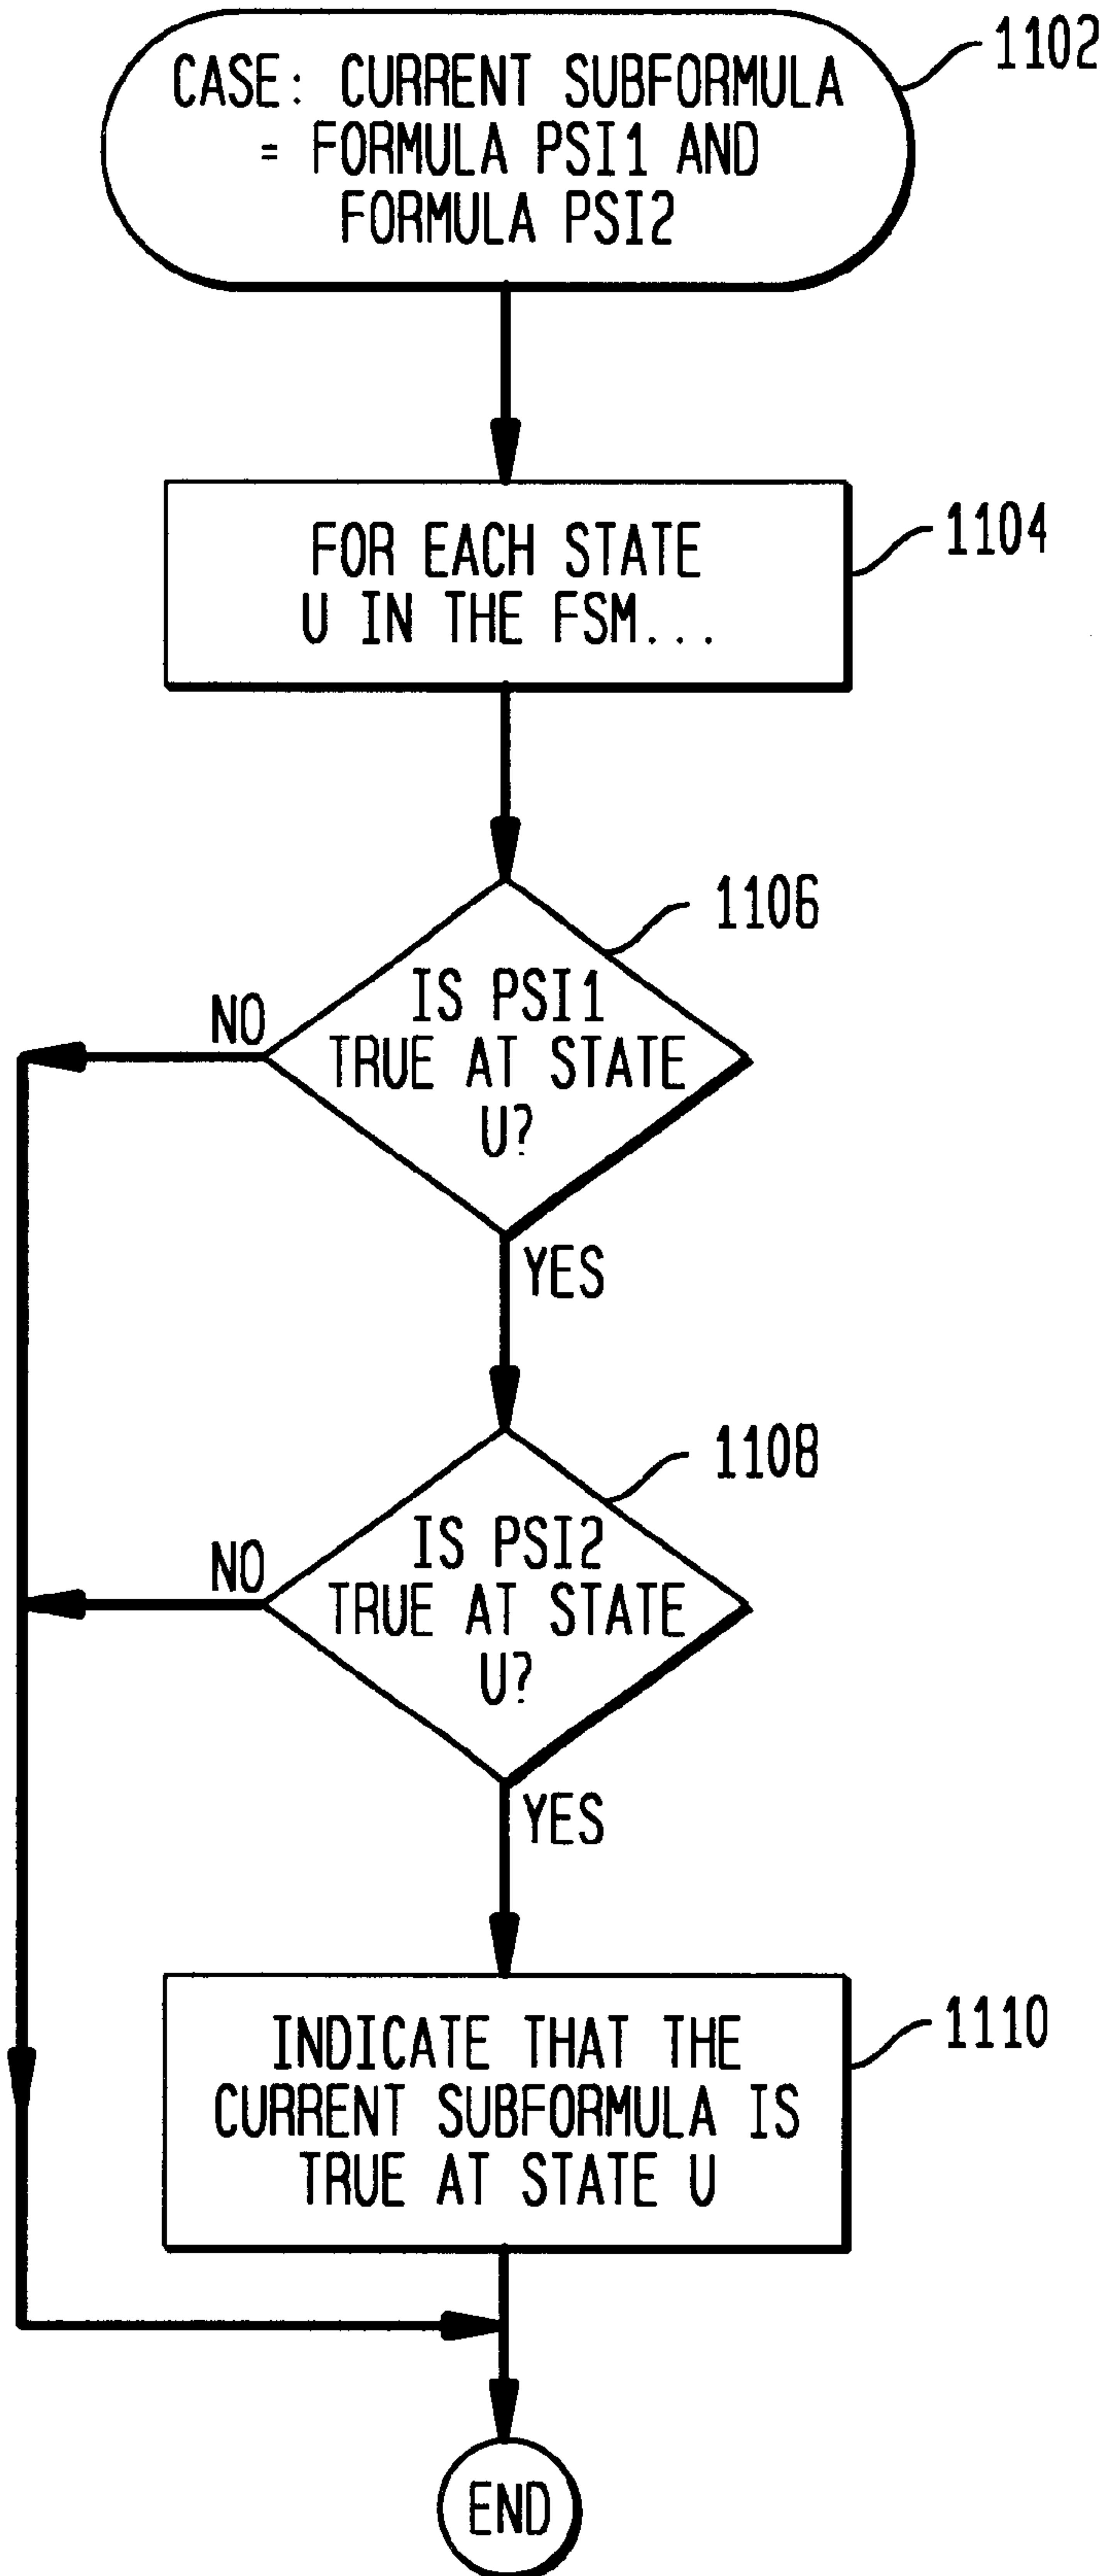 1102
CASE: CURRENT SUBFORMULA
= FORMULA PSI1 AND
FORMULA PSI2
1104
FOR EACH STATE
U IN THE FSM...
1106
IS PSI1
TRUE AT STATE
U?
NO
YES
1108
IS PSI2
TRUE AT STATE
U?
NO
YES
1110
INDICATE THAT THE
CURRENT SUBFORMULA IS
TRUE AT STATE U
END